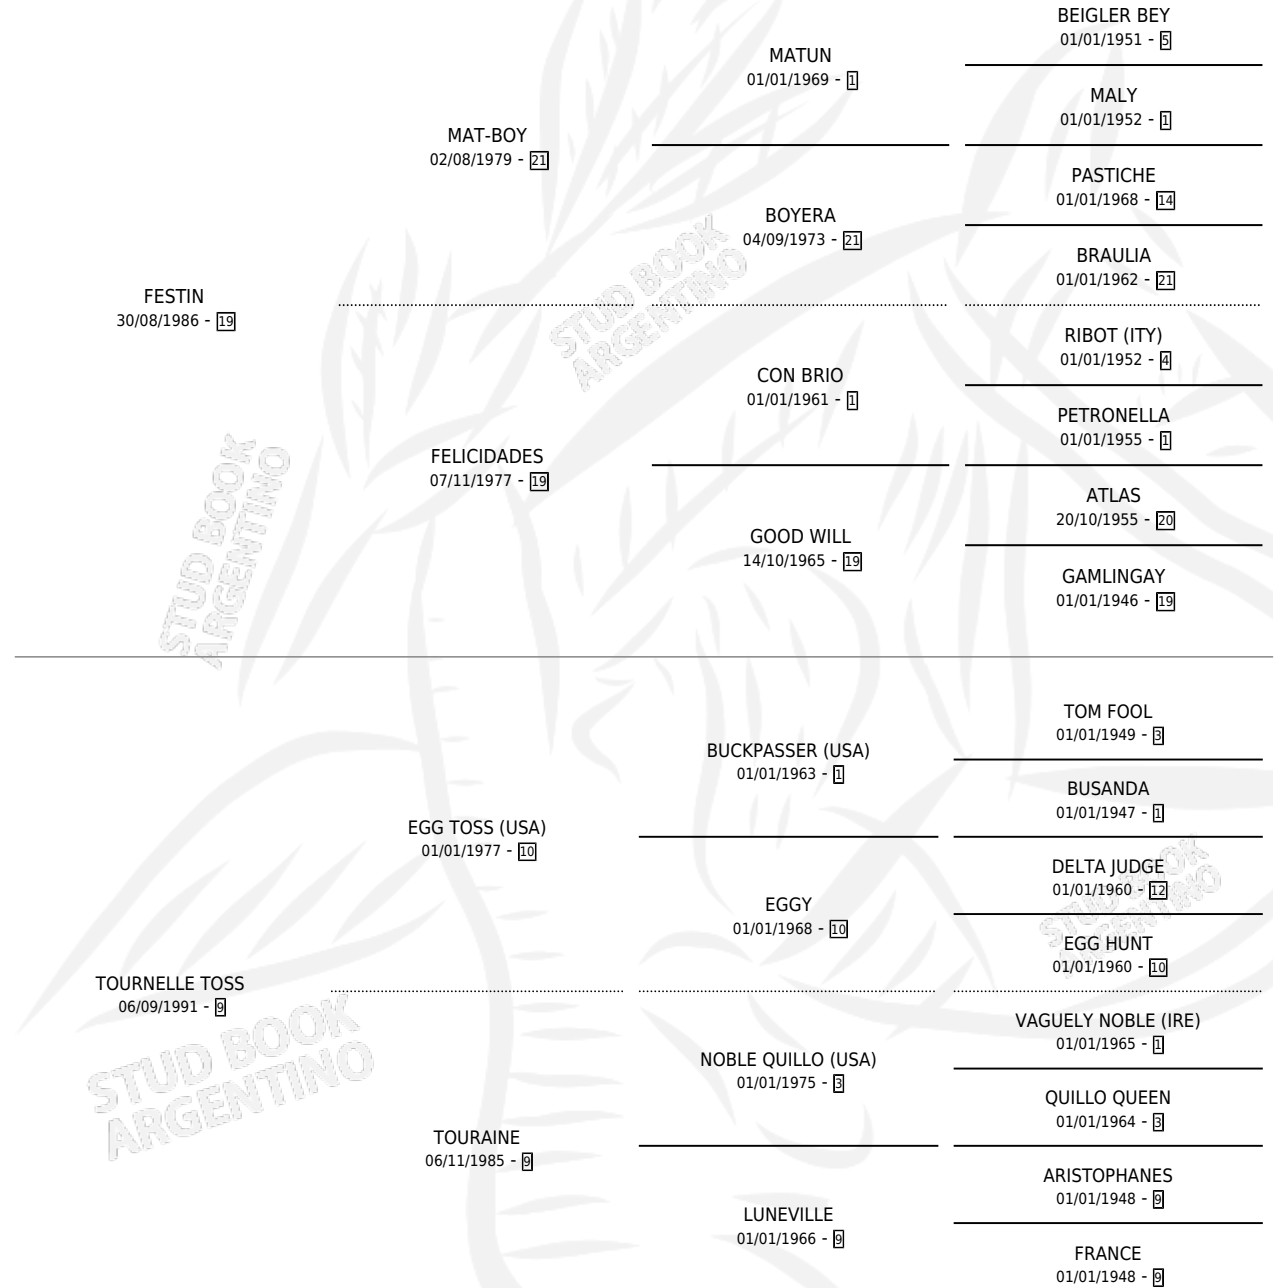 BEIGLER BEY
01/01/1951 - 5
MATUN
01/01/1969 - 1
MALY
01/01/1952 - 1
MAT-BOY
02/08/1979 - 21
PASTICHE
01/01/1968 - 14
BOYERA
04/09/1973 - 21
BRAULIA
01/01/1962 - 21
FESTIN
30/08/1986 - 19
RIBOT (ITY)
01/01/1952 - 4
CON BRIO
01/01/1961 - 1
PETRONELLA
01/01/1955 - 1
FELICIDADES
07/11/1977 - 19
ATLAS
20/10/1955 - 20
GOOD WILL
14/10/1965 - 19
GAMLINGAY
01/01/1946 - 19
STUD BOOK
ARGENTINO
STUD BOOK
ARGENTINO
TOM FOOL
01/01/1949 - 3
BUCKPASSER (USA)
01/01/1963 - 1
BUSANDA
01/01/1947 - 1
EGG TOSS (USA)
01/01/1977 - 10
DELTA JUDGE
01/01/1960 - 12
EGGY
01/01/1968 - 10
EGG HUNT
01/01/1960 - 10
TOURNELLE TOSS
06/09/1991 - 9
VAGUELY NOBLE (IRE)
01/01/1965 - 1
NOBLE QUILLO (USA)
01/01/1975 - 3
QUILLO QUEEN
01/01/1964 - 3
TOURAINE
06/11/1985 - 9
ARISTOPHANES
01/01/1948 - 9
LUNEVILLE
01/01/1966 - 9
FRANCE
01/01/1948 - 9
STUD BOOK
ARGENTINO
STUD BOOK
ARGENTINO